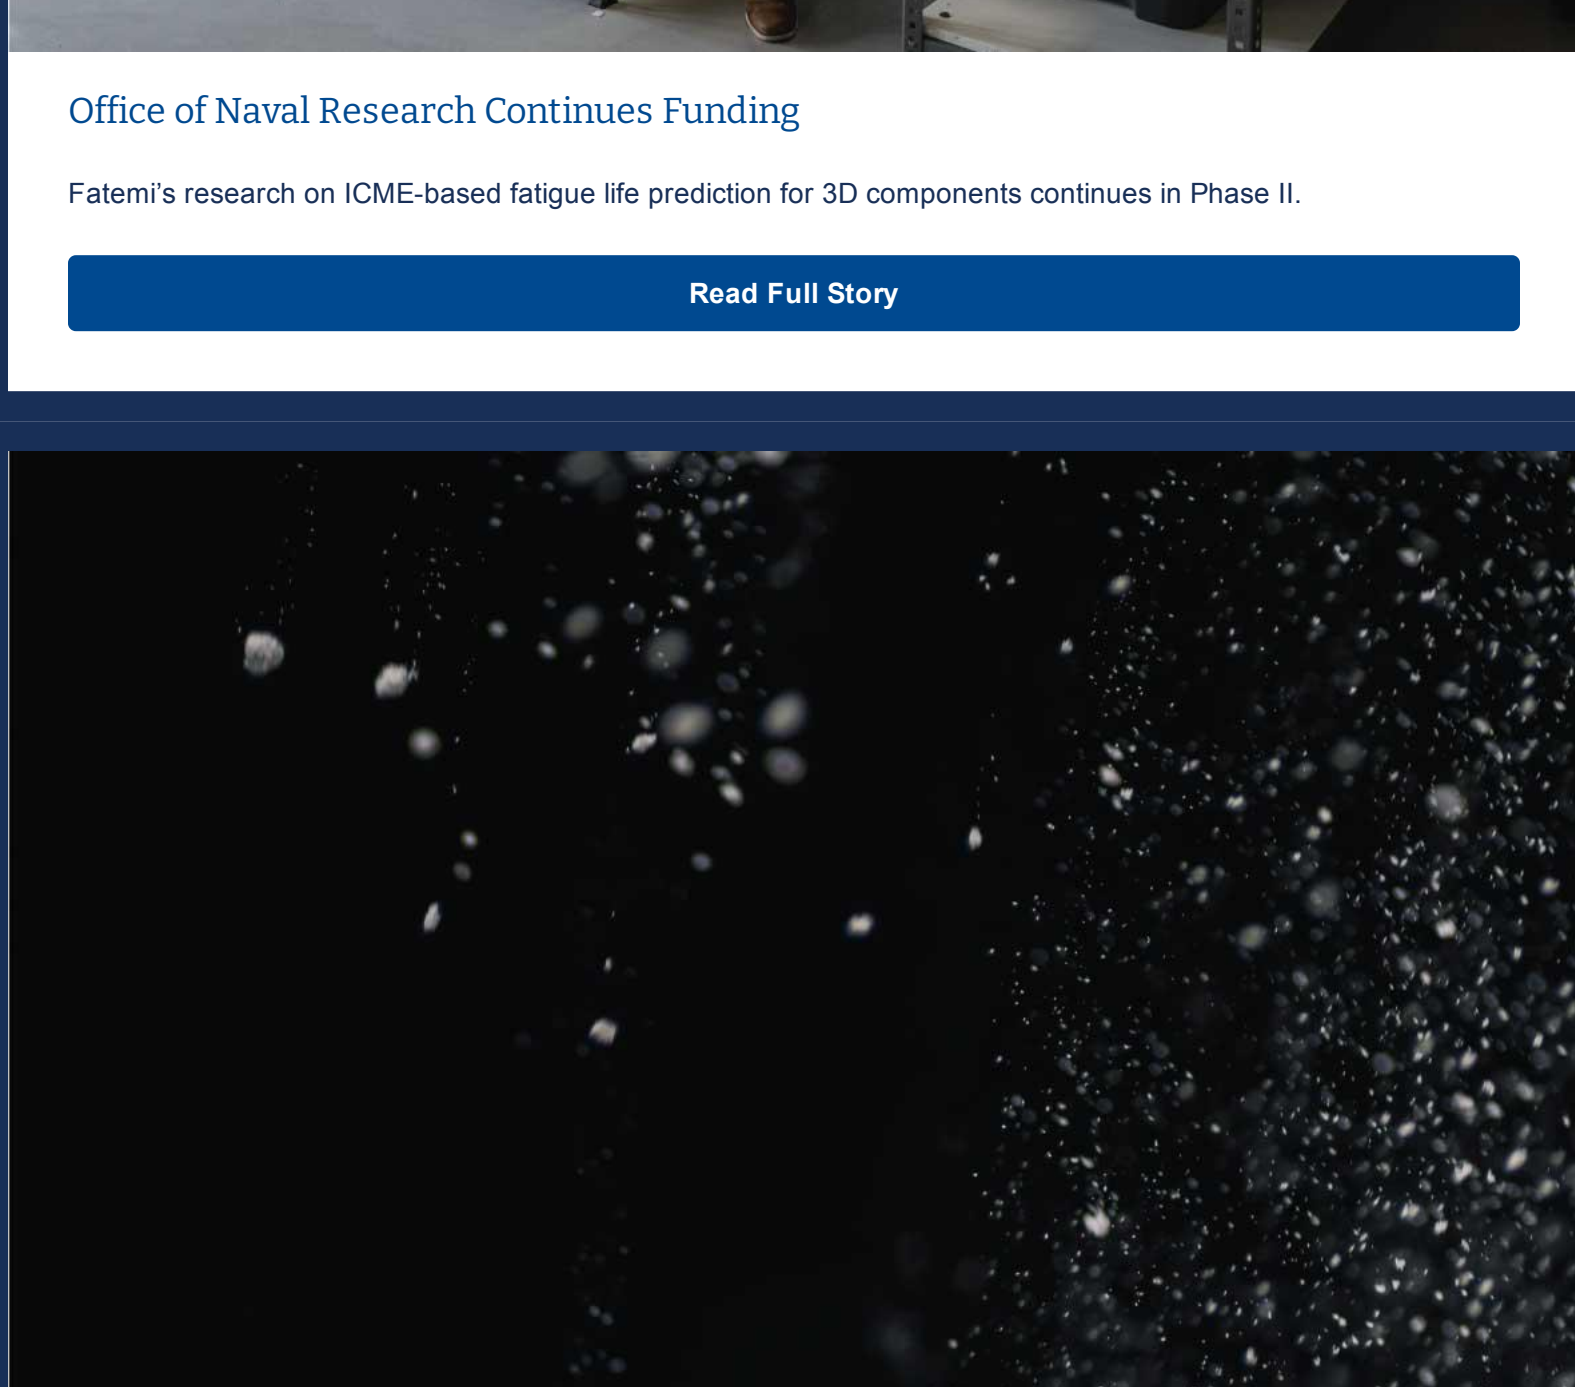 Office of Naval Research Continues Funding
Fatemi’s research on ICME-based fatigue life prediction for 3D components continues in Phase II.
Read Full Story